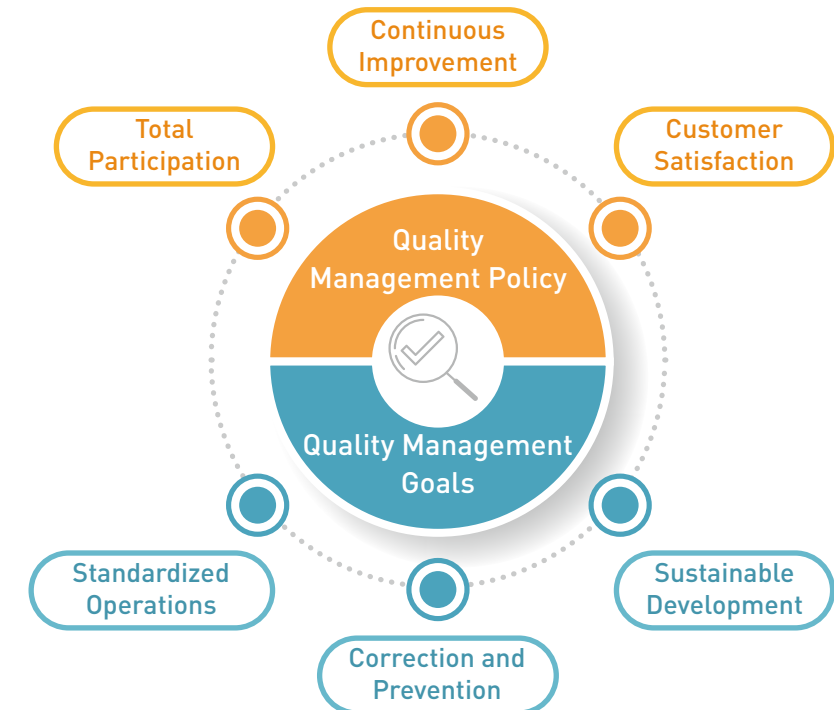 Continuous
Improvement
Total
Participation
Customer
Satisfaction
Quality
Management Policy
Quality Management
Goals
Standardized
Operations
Sustainable
Development
Correction and
Prevention